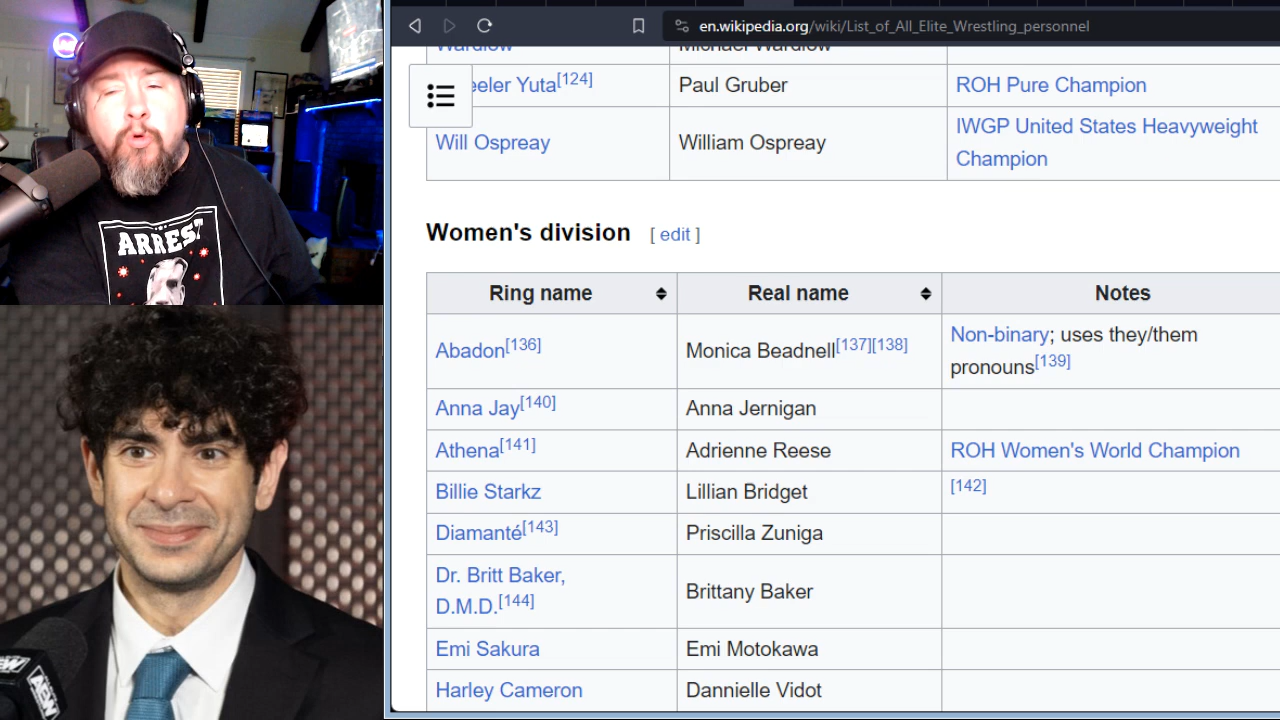 ARREST
AEW
en.wikipedia.org/wiki/List_of_All_Elite_Wrestling_personnel
Wardlow Michael Wardlow
eeler Yuta[124] Paul Gruber ROH Pure Champion
Will Ospreay William Ospreay IWGP United States Heavyweight
Champion
Women's division [ edit ]
Ring name Real name Notes
Abadon[136] Monica Beadnell[137][138] Non-binary; uses they/them
pronouns[139]
Anna Jay[140] Anna Jernigan
Athena[141] Adrienne Reese ROH Women's World Champion
Billie Starkz Lillian Bridget [142]
Diamanté[143] Priscilla Zuniga
Dr. Britt Baker,
D.M.D.[144] Brittany Baker
Emi Sakura Emi Motokawa
Harley Cameron Dannielle Vidot